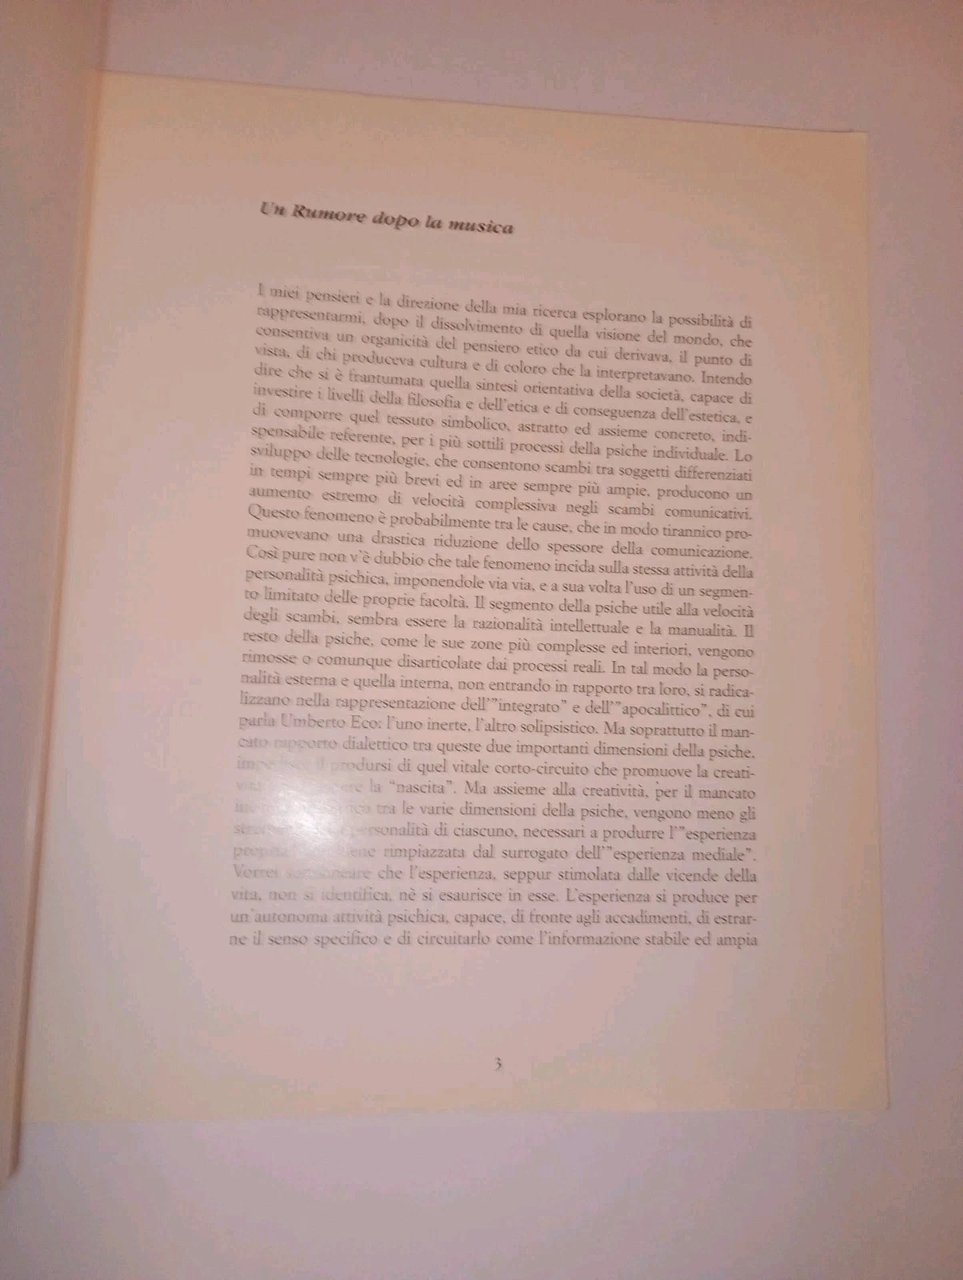 Un Rumore dopo la musica
I miei pensieri e la direzione della mia ricerca esplorano la possibilità di
rappresentarmi, dopo il dissolvimento di quella visione del mondo, che
consentiva un organicità del pensiero etico da cui derivava, il punto di
vista, di chi produceva cultura e di coloro che la interpretavano. Intendo
dire che si è frantumata quella sintesi orientativa della società, capace di
investire i livelli della filosofia e dell'etica e di conseguenza dell'estetica, e
di comporre quel tessuto simbolico, astratto ed assieme concreto, indi-
spensabile referente, per i più sottili processi della psiche individuale. Lo
sviluppo delle tecnologie, che consentono scambi tra soggetti differenziati
in tempi sempre più brevi ed in aree sempre più ampie, producono un
aumento estremo di velocità complessiva negli scambi comunicativi.
Questo fenomeno è probabilmente tra le cause, che in modo tirannico pro-
muovevano una drastica riduzione dello spessore della comunicazione.
Così pure non v'è dubbio che tale fenomeno incida sulla stessa attività della
personalità psichica, imponendole via via, e a sua volta l'uso di un segmen-
to limitato delle proprie facoltà. Il segmento della psiche utile alla velocità
degli scambi, sembra essere la razionalità intellettuale e la manualità. Il
resto della psiche, come le sue zone più complesse ed interiori, vengono
rimosse o comunque disarticolate dai processi reali. In tal modo la perso-
nalità esterna e quella interna, non entrando in rapporto tra loro, si radica-
lizzano nella rappresentazione dell'"integrato" e dell'"apocalittico", di cui
parla Umberto Eco: l'uno inerte, l'altro solipsistico. Ma soprattutto il man-
cato rapporto dialettico tra queste due importanti dimensioni della psiche,
il prodursi di quel vitale corto-circuito che promuove la creati-
la "nascita". Ma assieme alla creatività, per il mancato
tra le varie dimensioni della psiche, vengono meno gli
personalità di ciascuno, necessari a produrre l'"esperienza
rimpiazzata dal surrogato dell'"esperienza mediale".
Vorrei che l'esperienza, seppur stimolata dalle vicende della
vita, non si identifica, nè si esaurisce in esse. L'esperienza si produce per
un'autonoma attività psichica, capace, di fronte agli accadimenti, di estrar-
ne il senso specifico e di circuitarlo come l'informazione stabile ed ampia
3